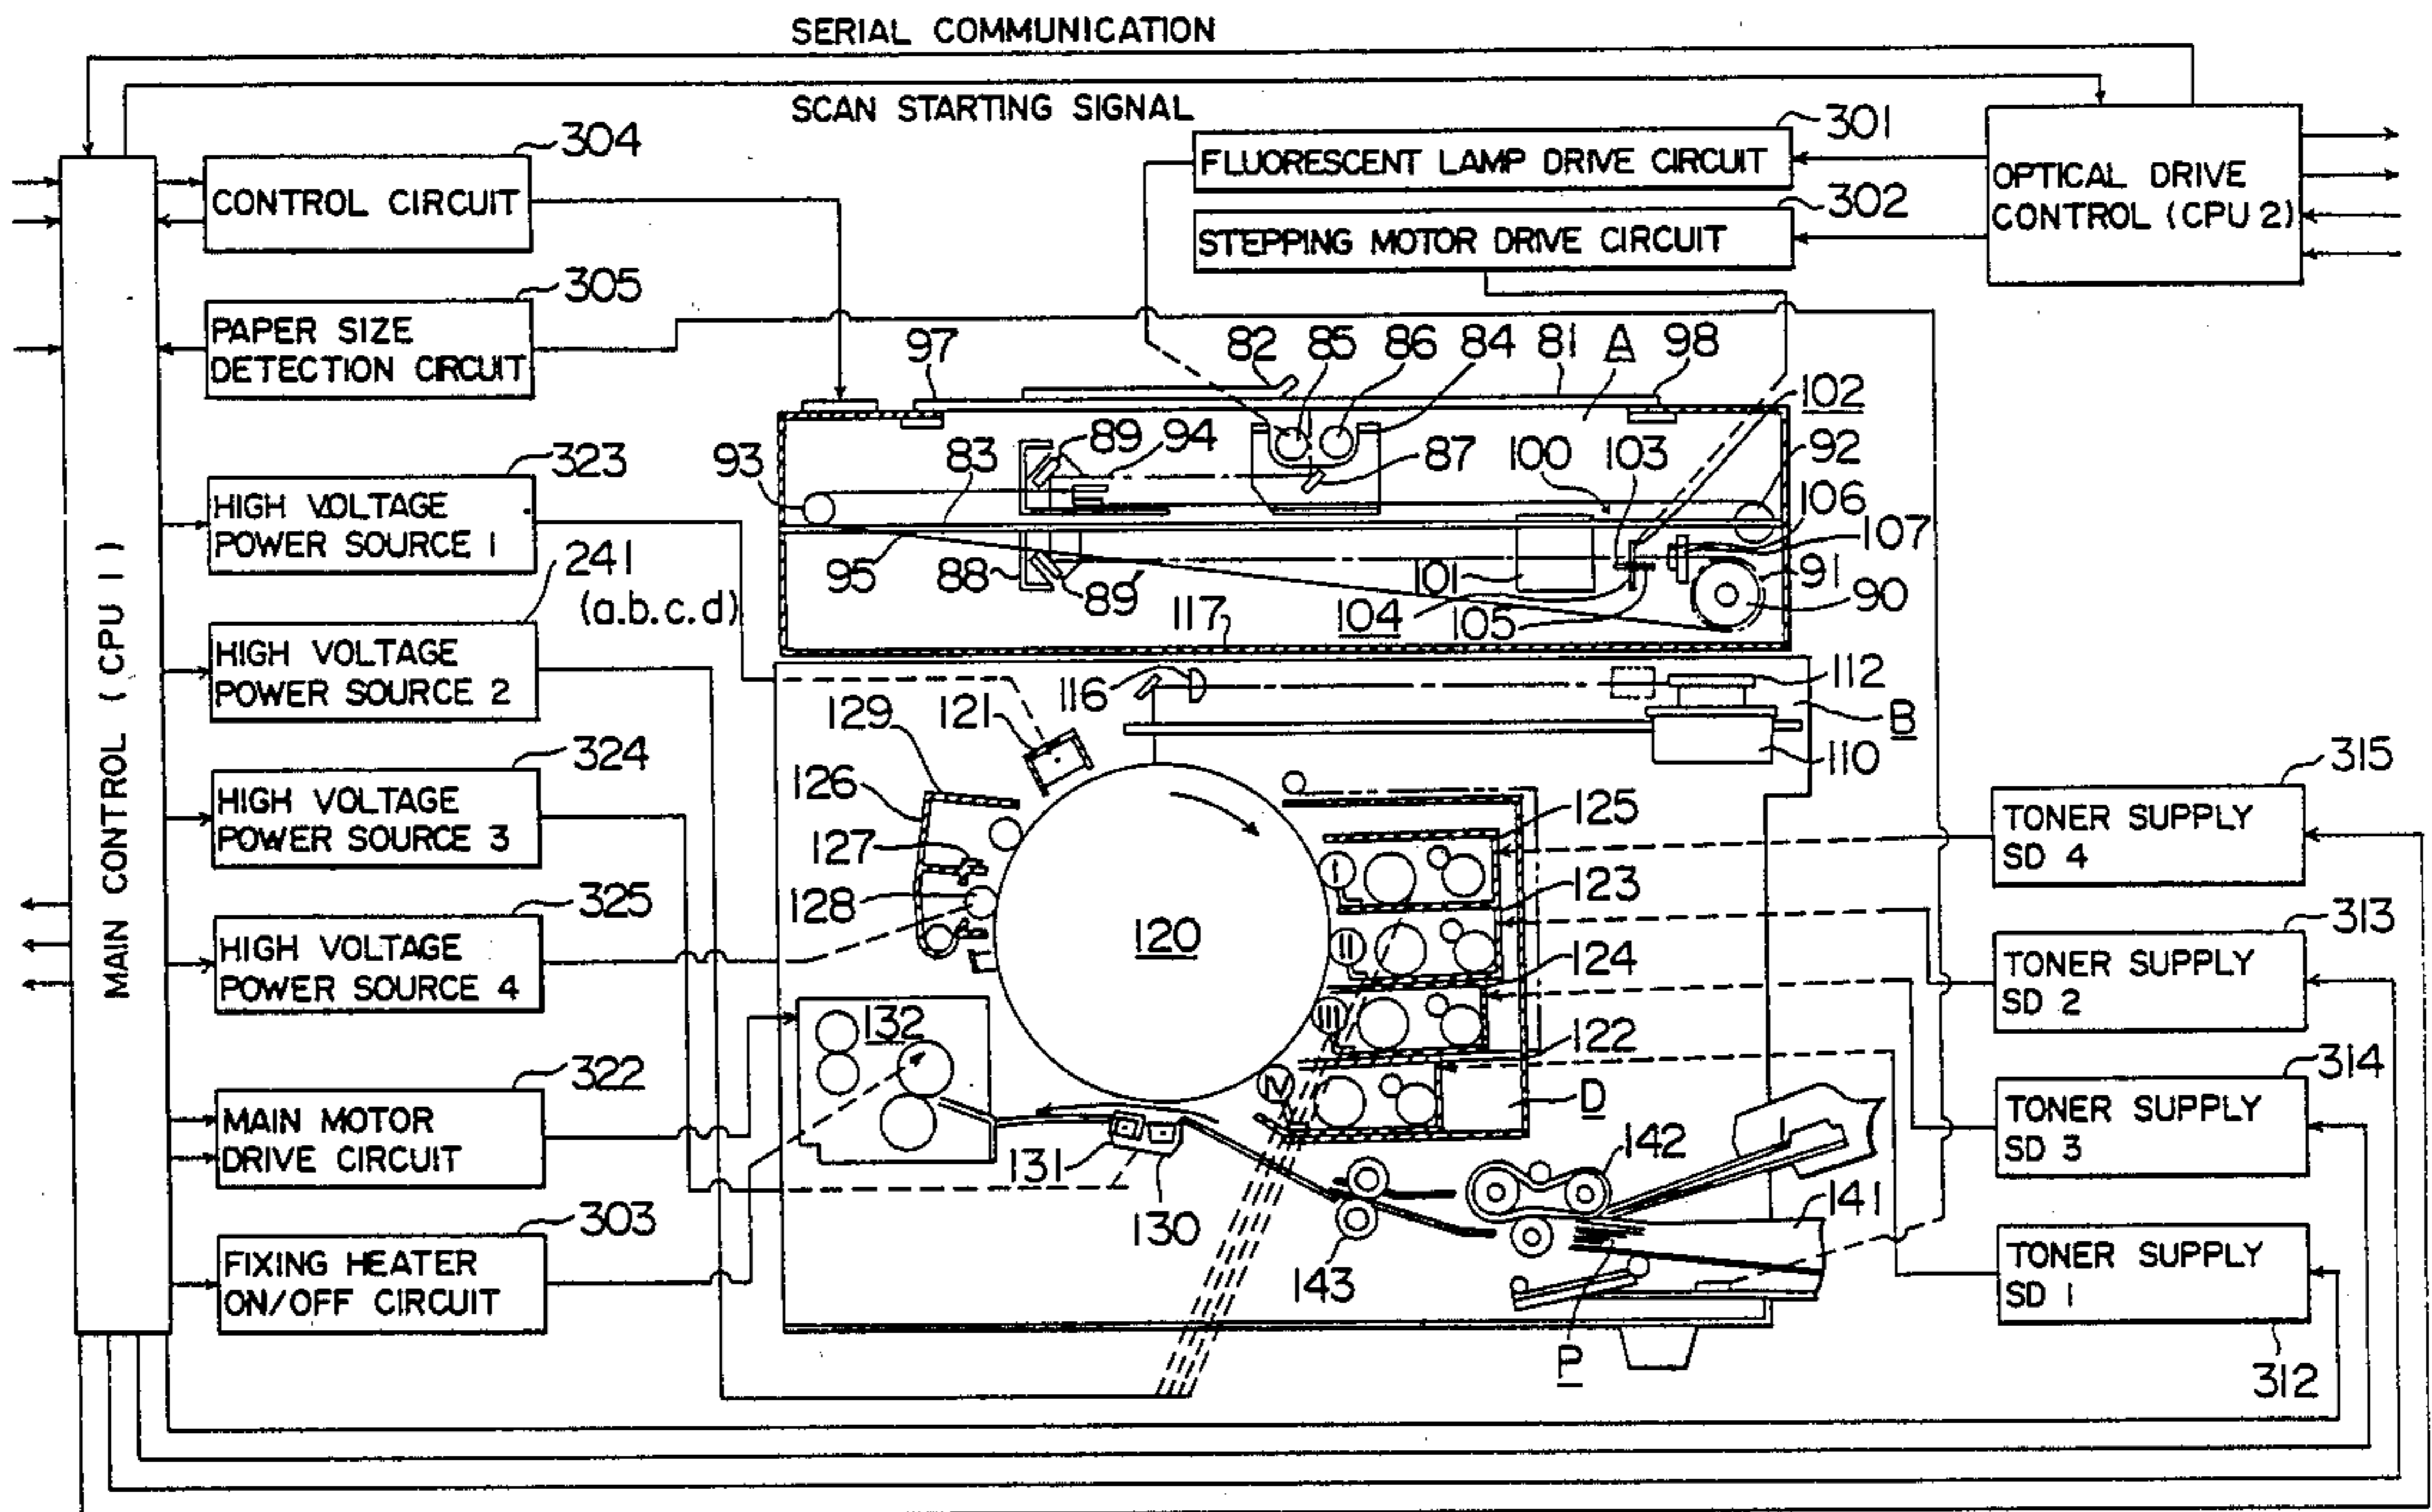 SERIAL COMMUNICATION
SCAN STARTING SIGNAL
MAIN CONTROL (CPU 1)
304
CONTROL CIRCUIT
305
PAPER SIZE
DETECTION CIRCUIT
323
HIGH VOLTAGE
POWER SOURCE 1
241
(a.b.c.d)
HIGH VOLTAGE
POWER SOURCE 2
324
HIGH VOLTAGE
POWER SOURCE 3
325
HIGH VOLTAGE
POWER SOURCE 4
322
MAIN MOTOR
DRIVE CIRCUIT
303
FIXING HEATER
ON/OFF CIRCUIT
301
FLUORESCENT LAMP DRIVE CIRCUIT
302
STEPPING MOTOR DRIVE CIRCUIT
OPTICAL DRIVE
CONTROL (CPU 2)
97 82 85 86 84 81 A 98
102
93 83 89 94 87 100 103 92
106
107
95 88 89 101 91
90
104 105
117
116 112
B
110
129 121
126
127
128
120
125
I
123
II
124
III
122
IV
D
132
131
130
142
141
143
P
315
TONER SUPPLY
SD 4
313
TONER SUPPLY
SD 2
314
TONER SUPPLY
SD 3
TONER SUPPLY
SD 1
312